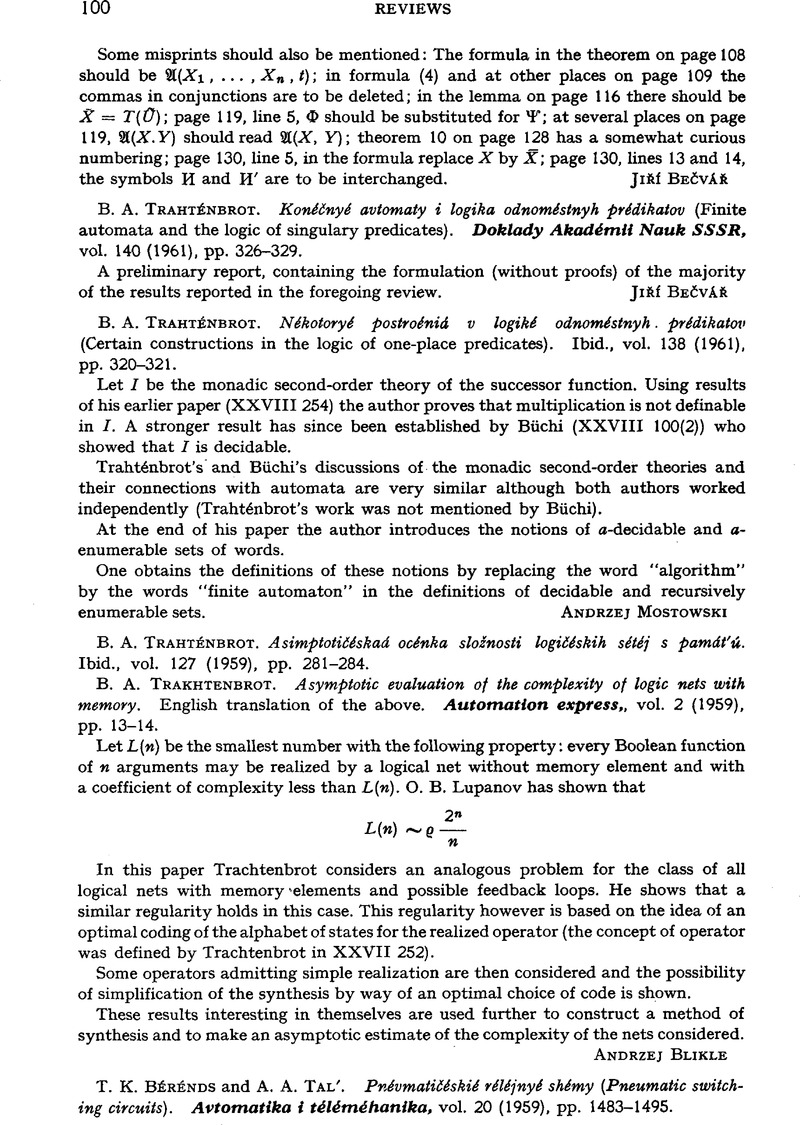 100 REVIEWS
Some misprints should also be mentioned: The formula in the theorem on page 108
should be 𝔄(X₁, ..., Xₙ, t); in formula (4) and at other places on page 109 the
commas in conjunctions are to be deleted; in the lemma on page 116 there should be
X̄ = T(Ū); page 119, line 5, Φ should be substituted for Ψ; at several places on page
119, 𝔄(X.Y) should read 𝔄(X, Y); theorem 10 on page 128 has a somewhat curious
numbering; page 130, line 5, in the formula replace X by X̄; page 130, lines 13 and 14,
the symbols И and И′ are to be interchanged. JIŘÍ BEČVÁŘ
B. A. TRAHTÉNBROT. Konéčnyé avtomaty i logika odnoméstnyh prédikatov (Finite
automata and the logic of singulary predicates). Doklady Akadémii Nauk SSSR,
vol. 140 (1961), pp. 326–329.
A preliminary report, containing the formulation (without proofs) of the majority
of the results reported in the foregoing review. JIŘÍ BEČVÁŘ
B. A. TRAHTÉNBROT. Nékotoryé postroéniá v logiké odnoméstnyh. prédikatov
(Certain constructions in the logic of one-place predicates). Ibid., vol. 138 (1961),
pp. 320–321.
Let I be the monadic second-order theory of the successor function. Using results
of his earlier paper (XXVIII 254) the author proves that multiplication is not definable
in I. A stronger result has since been established by Büchi (XXVIII 100(2)) who
showed that I is decidable.
Trahténbrot's and Büchi's discussions of the monadic second-order theories and
their connections with automata are very similar although both authors worked
independently (Trahténbrot's work was not mentioned by Büchi).
At the end of his paper the author introduces the notions of a-decidable and a-
enumerable sets of words.
One obtains the definitions of these notions by replacing the word "algorithm"
by the words "finite automaton" in the definitions of decidable and recursively
enumerable sets. ANDRZEJ MOSTOWSKI
B. A. TRAHTÉNBROT. Asimptotičéskaá océnka složnosti logičéskih sétéj s památ′ú.
Ibid., vol. 127 (1959), pp. 281–284.
B. A. TRAKHTENBROT. Asymptotic evaluation of the complexity of logic nets with
memory. English translation of the above. Automation express,, vol. 2 (1959),
pp. 13–14.
Let L(n) be the smallest number with the following property: every Boolean function
of n arguments may be realized by a logical net without memory element and with
a coefficient of complexity less than L(n). O. B. Lupanov has shown that
L(n) ∼ ϱ 2ⁿ/n
In this paper Trachtenbrot considers an analogous problem for the class of all
logical nets with memory elements and possible feedback loops. He shows that a
similar regularity holds in this case. This regularity however is based on the idea of an
optimal coding of the alphabet of states for the realized operator (the concept of operator
was defined by Trachtenbrot in XXVII 252).
Some operators admitting simple realization are then considered and the possibility
of simplification of the synthesis by way of an optimal choice of code is shown.
These results interesting in themselves are used further to construct a method of
synthesis and to make an asymptotic estimate of the complexity of the nets considered.
ANDRZEJ BLIKLE
T. K. BÉRÉNDS and A. A. TAL′. Pnévmatičéskié réléjnyé shémy (Pneumatic switch-
ing circuits). Avtomatika i téléméhanika, vol. 20 (1959), pp. 1483–1495.